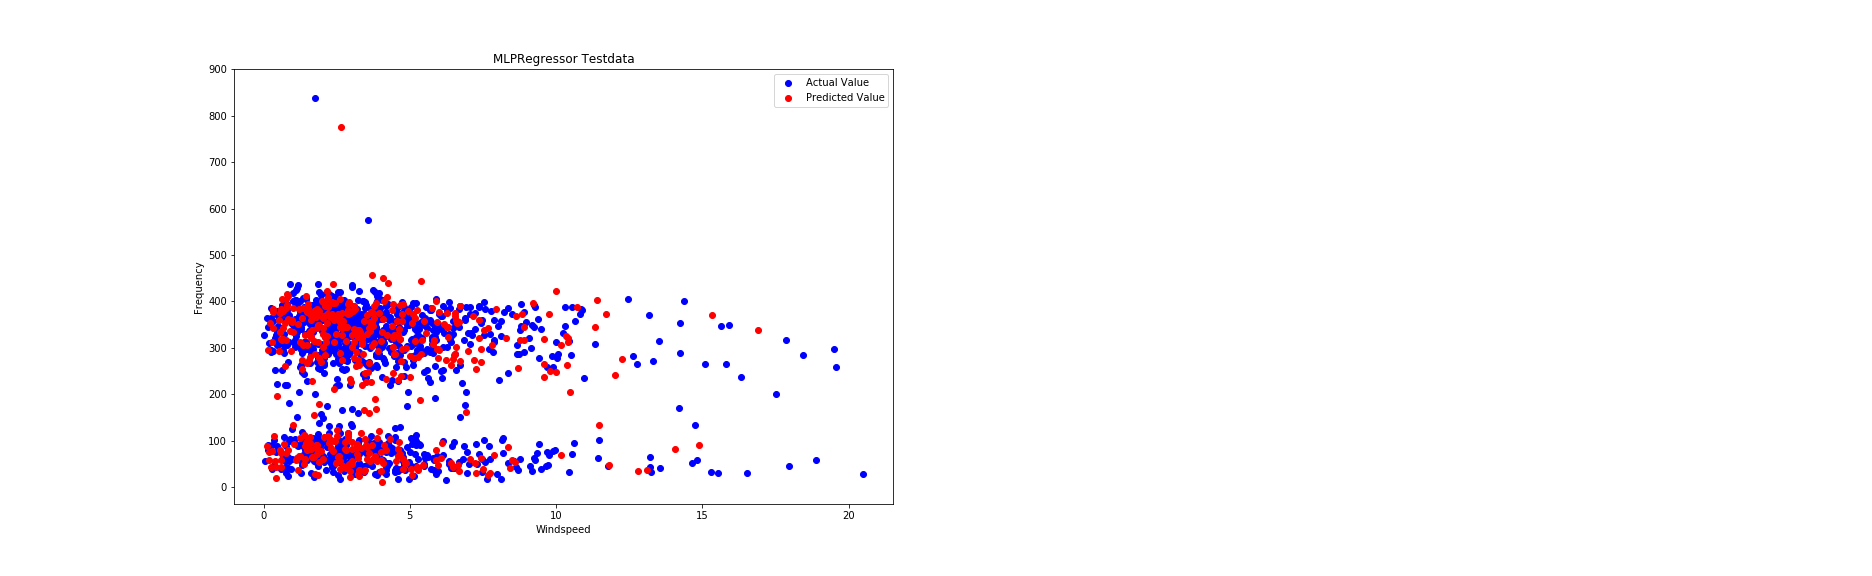 MLPRegressor Testdata
Actual Value
Predicted Value
900
800
700
600
500
400
300
200
100
0
Frequency
0 5 10 15 20
Windspeed